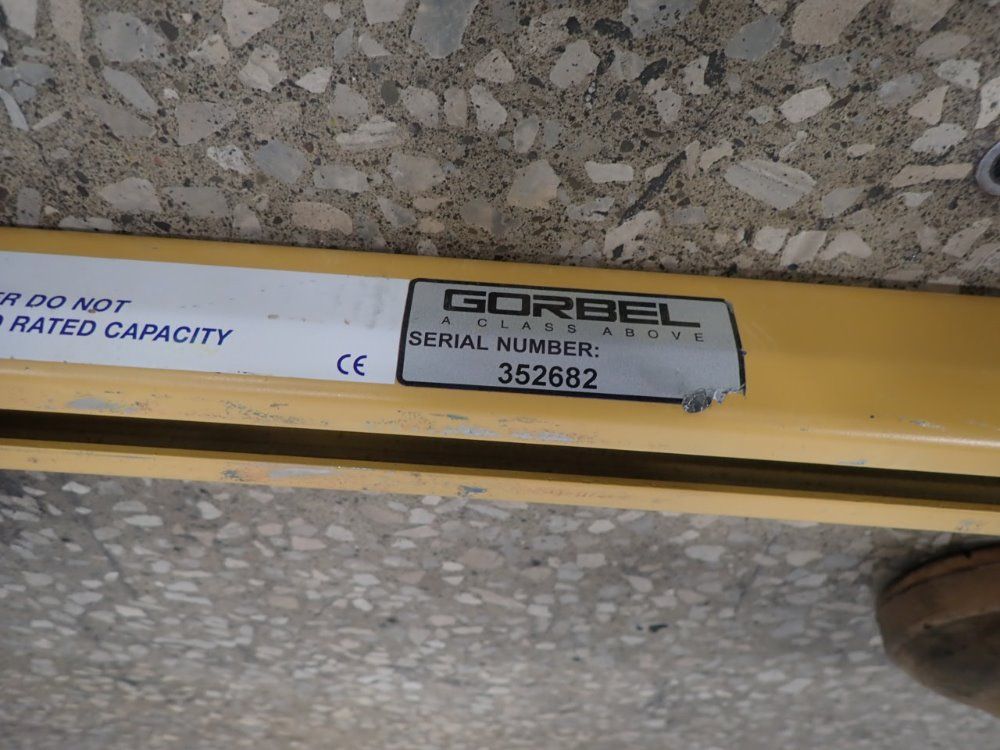 DO NOT
RATED CAPACITY
CE
GORBEL
A CLASS ABOVE
SERIAL NUMBER:
352682